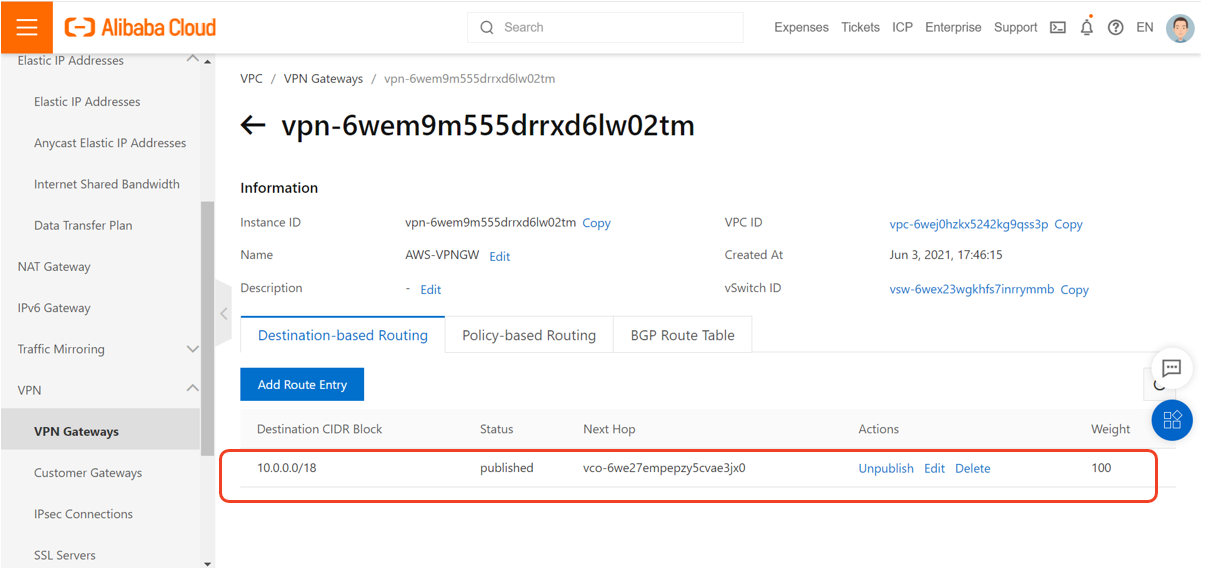 Alibaba Cloud
Search
Expenses Tickets ICP Enterprise Support EN
Elastic IP Addresses
Elastic IP Addresses
Anycast Elastic IP Addresses
Internet Shared Bandwidth
Data Transfer Plan
NAT Gateway
IPv6 Gateway
Traffic Mirroring
VPN
VPN Gateways
Customer Gateways
IPsec Connections
SSL Servers
VPC / VPN Gateways / vpn-6wem9m555drrxd6lw02tm
vpn-6wem9m555drrxd6lw02tm
Information
Instance ID vpn-6wem9m555drrxd6lw02tm Copy VPC ID vpc-6wej0hzkx5242kg9qss3p Copy
Name AWS-VPNGW Edit Created At Jun 3, 2021, 17:46:15
Description - Edit vSwitch ID vsw-6wex23wgkhfs7inrrymmb Copy
Destination-based Routing Policy-based Routing BGP Route Table
Add Route Entry
Destination CIDR Block Status Next Hop Actions Weight
10.0.0.0/18 published vco-6we27empepzy5cvae3jx0 Unpublish Edit Delete 100